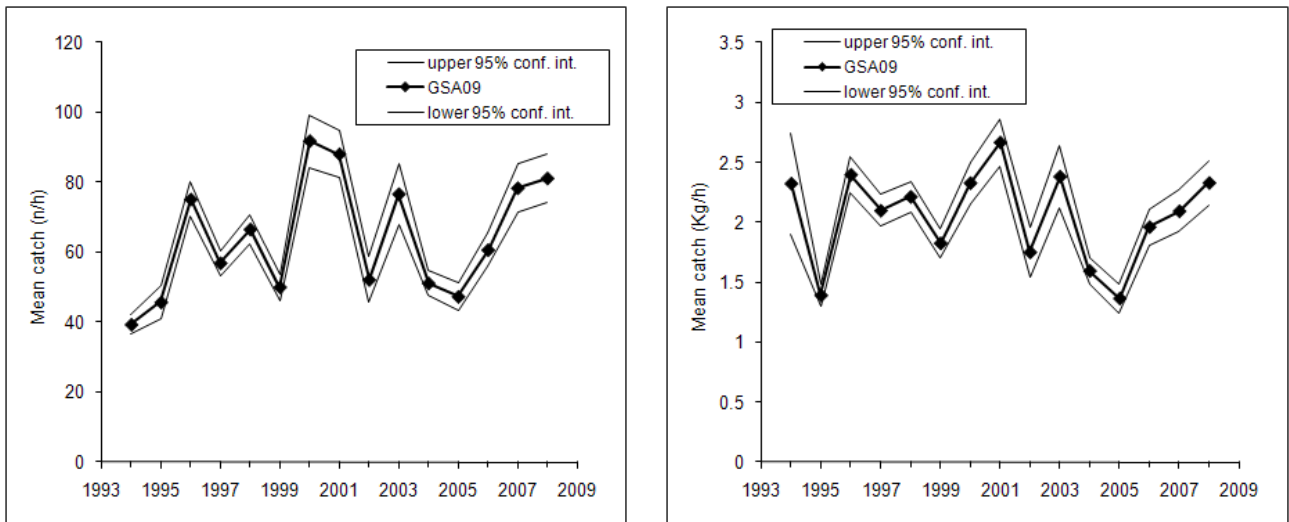 120
100
80
60
40
20
0
Mean catch (n/h)
upper 95% conf. int.
GSA09
lower 95% conf. int.
1993 1995 1997 1999 2001 2003 2005 2007 2009
3.5
3
2.5
2
1.5
1
0.5
0
Mean catch (Kg/h)
upper 95% conf. int.
GSA09
lower 95% conf. int.
1993 1995 1997 1999 2001 2003 2005 2007 2009